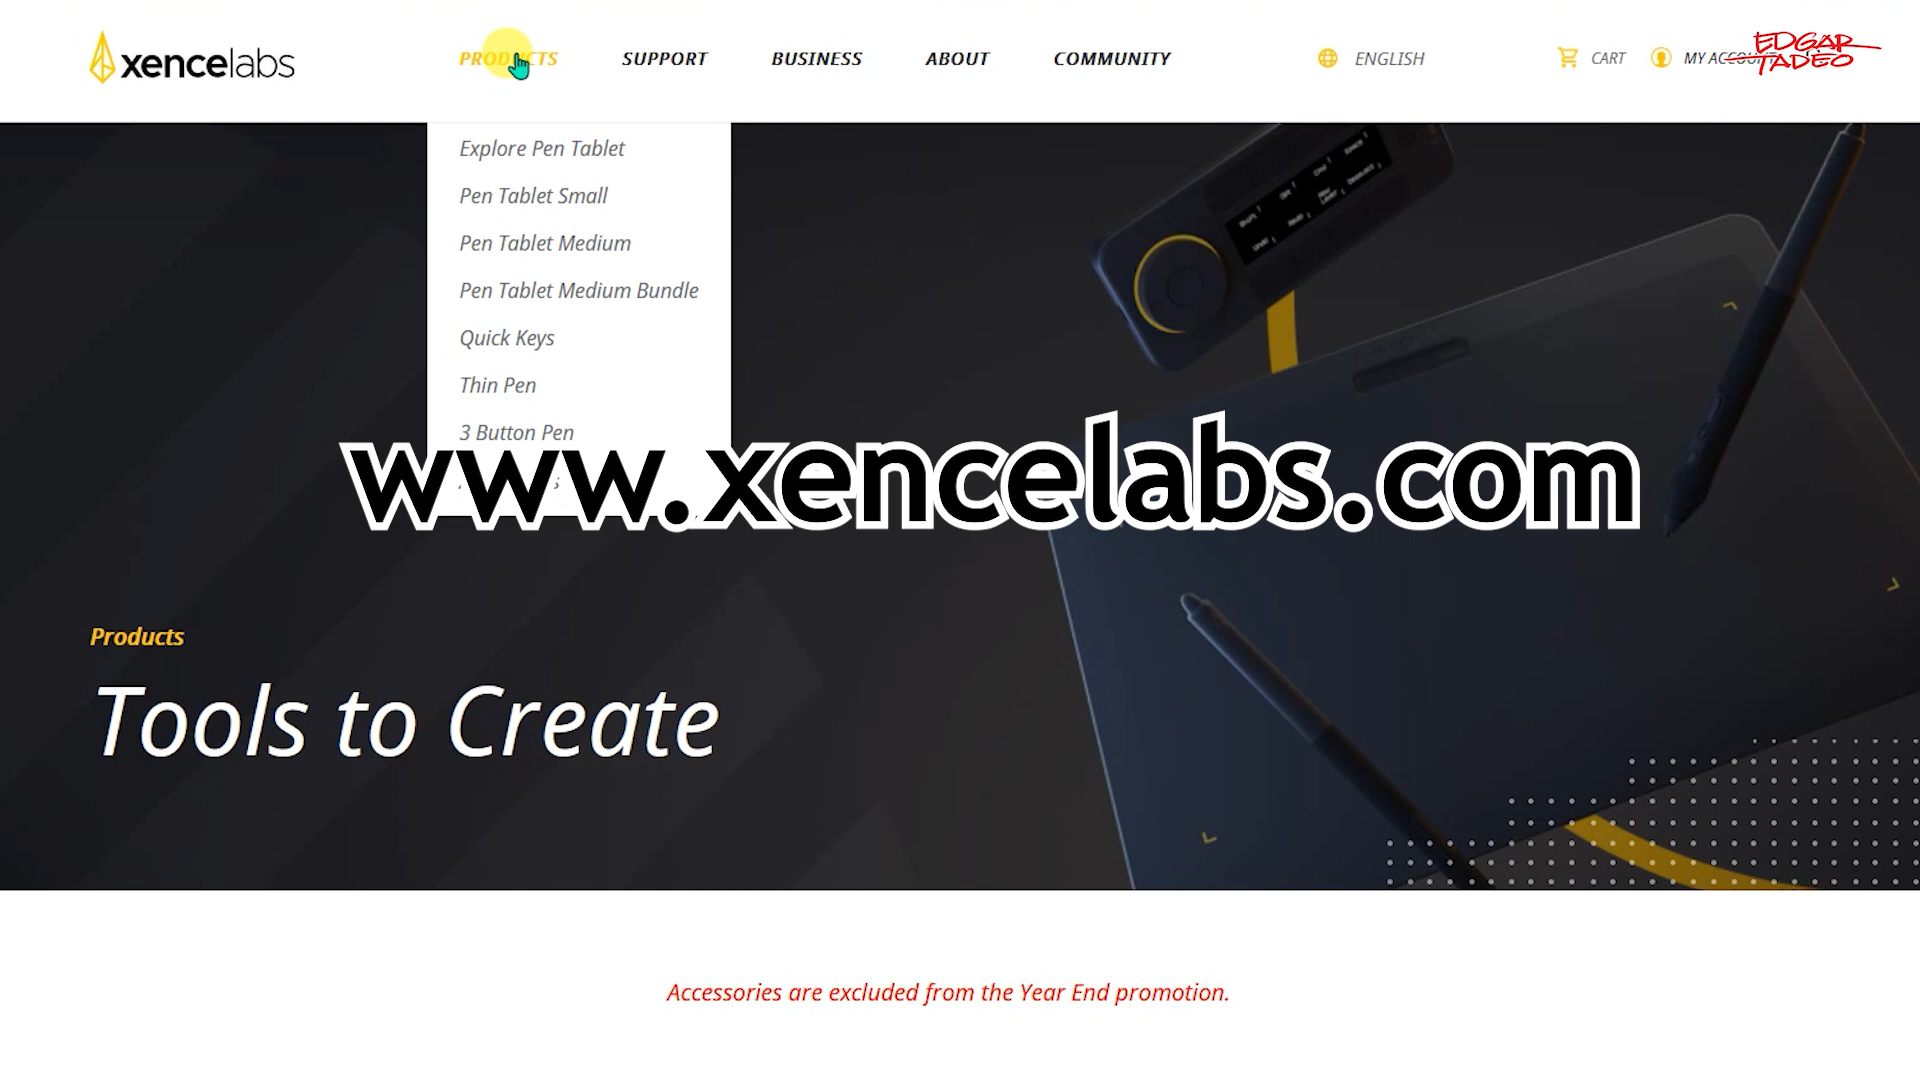 xencelabs
PRODUCTS
SUPPORT
BUSINESS
ABOUT
COMMUNITY
ENGLISH
CART
MY ACCOUNT
EDGAR
TADEO
Explore Pen Tablet
Pen Tablet Small
Pen Tablet Medium
Pen Tablet Medium Bundle
Quick Keys
Thin Pen
3 Button Pen
www.xencelabs.com
Products
Tools to Create
Accessories are excluded from the Year End promotion.